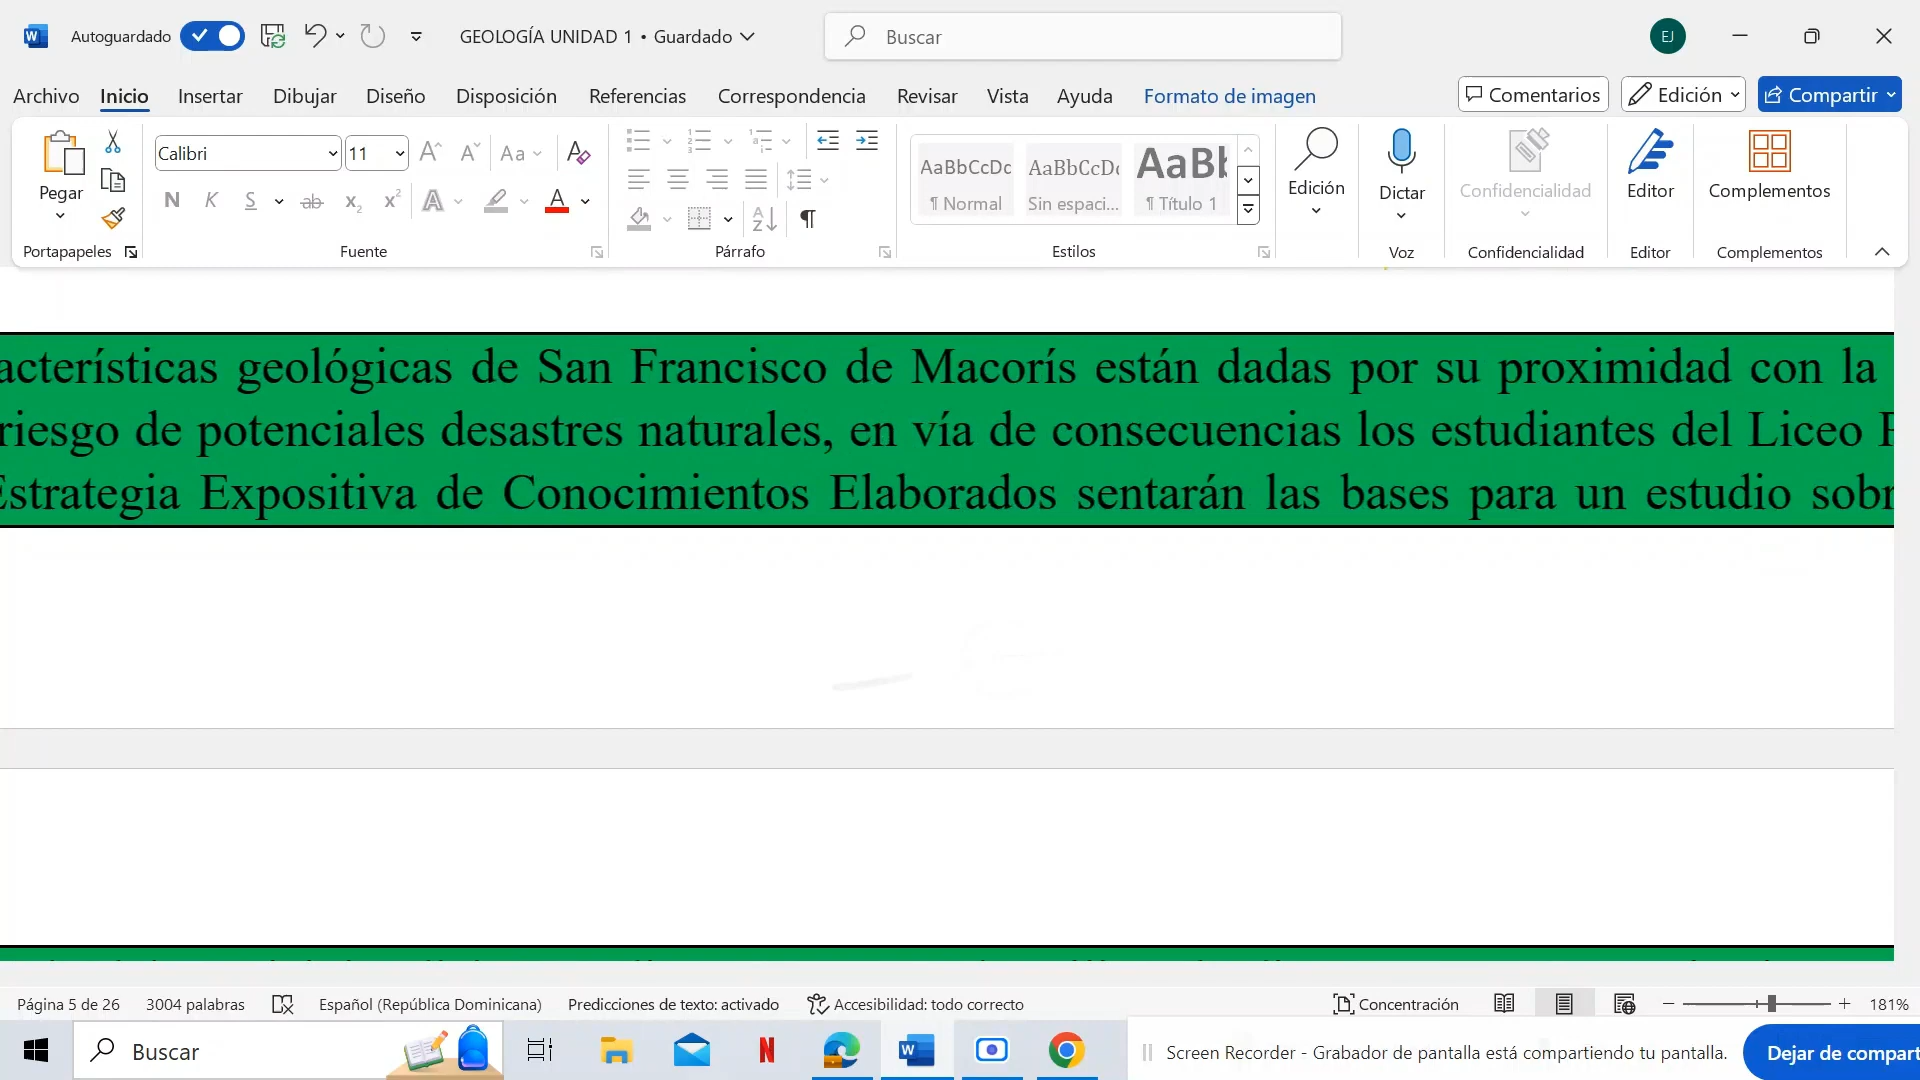 Autoguardado GEOLOGÍA UNIDAD 1 • Guardado Buscar EJ
Archivo Inicio Insertar Dibujar Diseño Disposición Referencias Correspondencia Revisar Vista Ayuda Formato de imagen Comentarios Edición Compartir
Pegar
Portapapeles
Calibri 11 Aa
N K S ab x₂ x² A A
Fuente
Párrafo
AaBbCcDc AaBbCcDc AaBb
¶ Normal Sin espaci... ¶ Título 1
Estilos
Edición
Dictar
Voz
Confidencialidad
Confidencialidad
Editor
Editor
Complementos
Complementos
acterísticas geológicas de San Francisco de Macorís están dadas por su proximidad con la
riesgo de potenciales desastres naturales, en vía de consecuencias los estudiantes del Liceo
Estrategia Expositiva de Conocimientos Elaborados sentarán las bases para un estudio sobr
Página 5 de 26 3004 palabras Español (República Dominicana) Predicciones de texto: activado Accesibilidad: todo correcto Concentración 181%
Buscar Screen Recorder - Grabador de pantalla está compartiendo tu pantalla. Dejar de compart